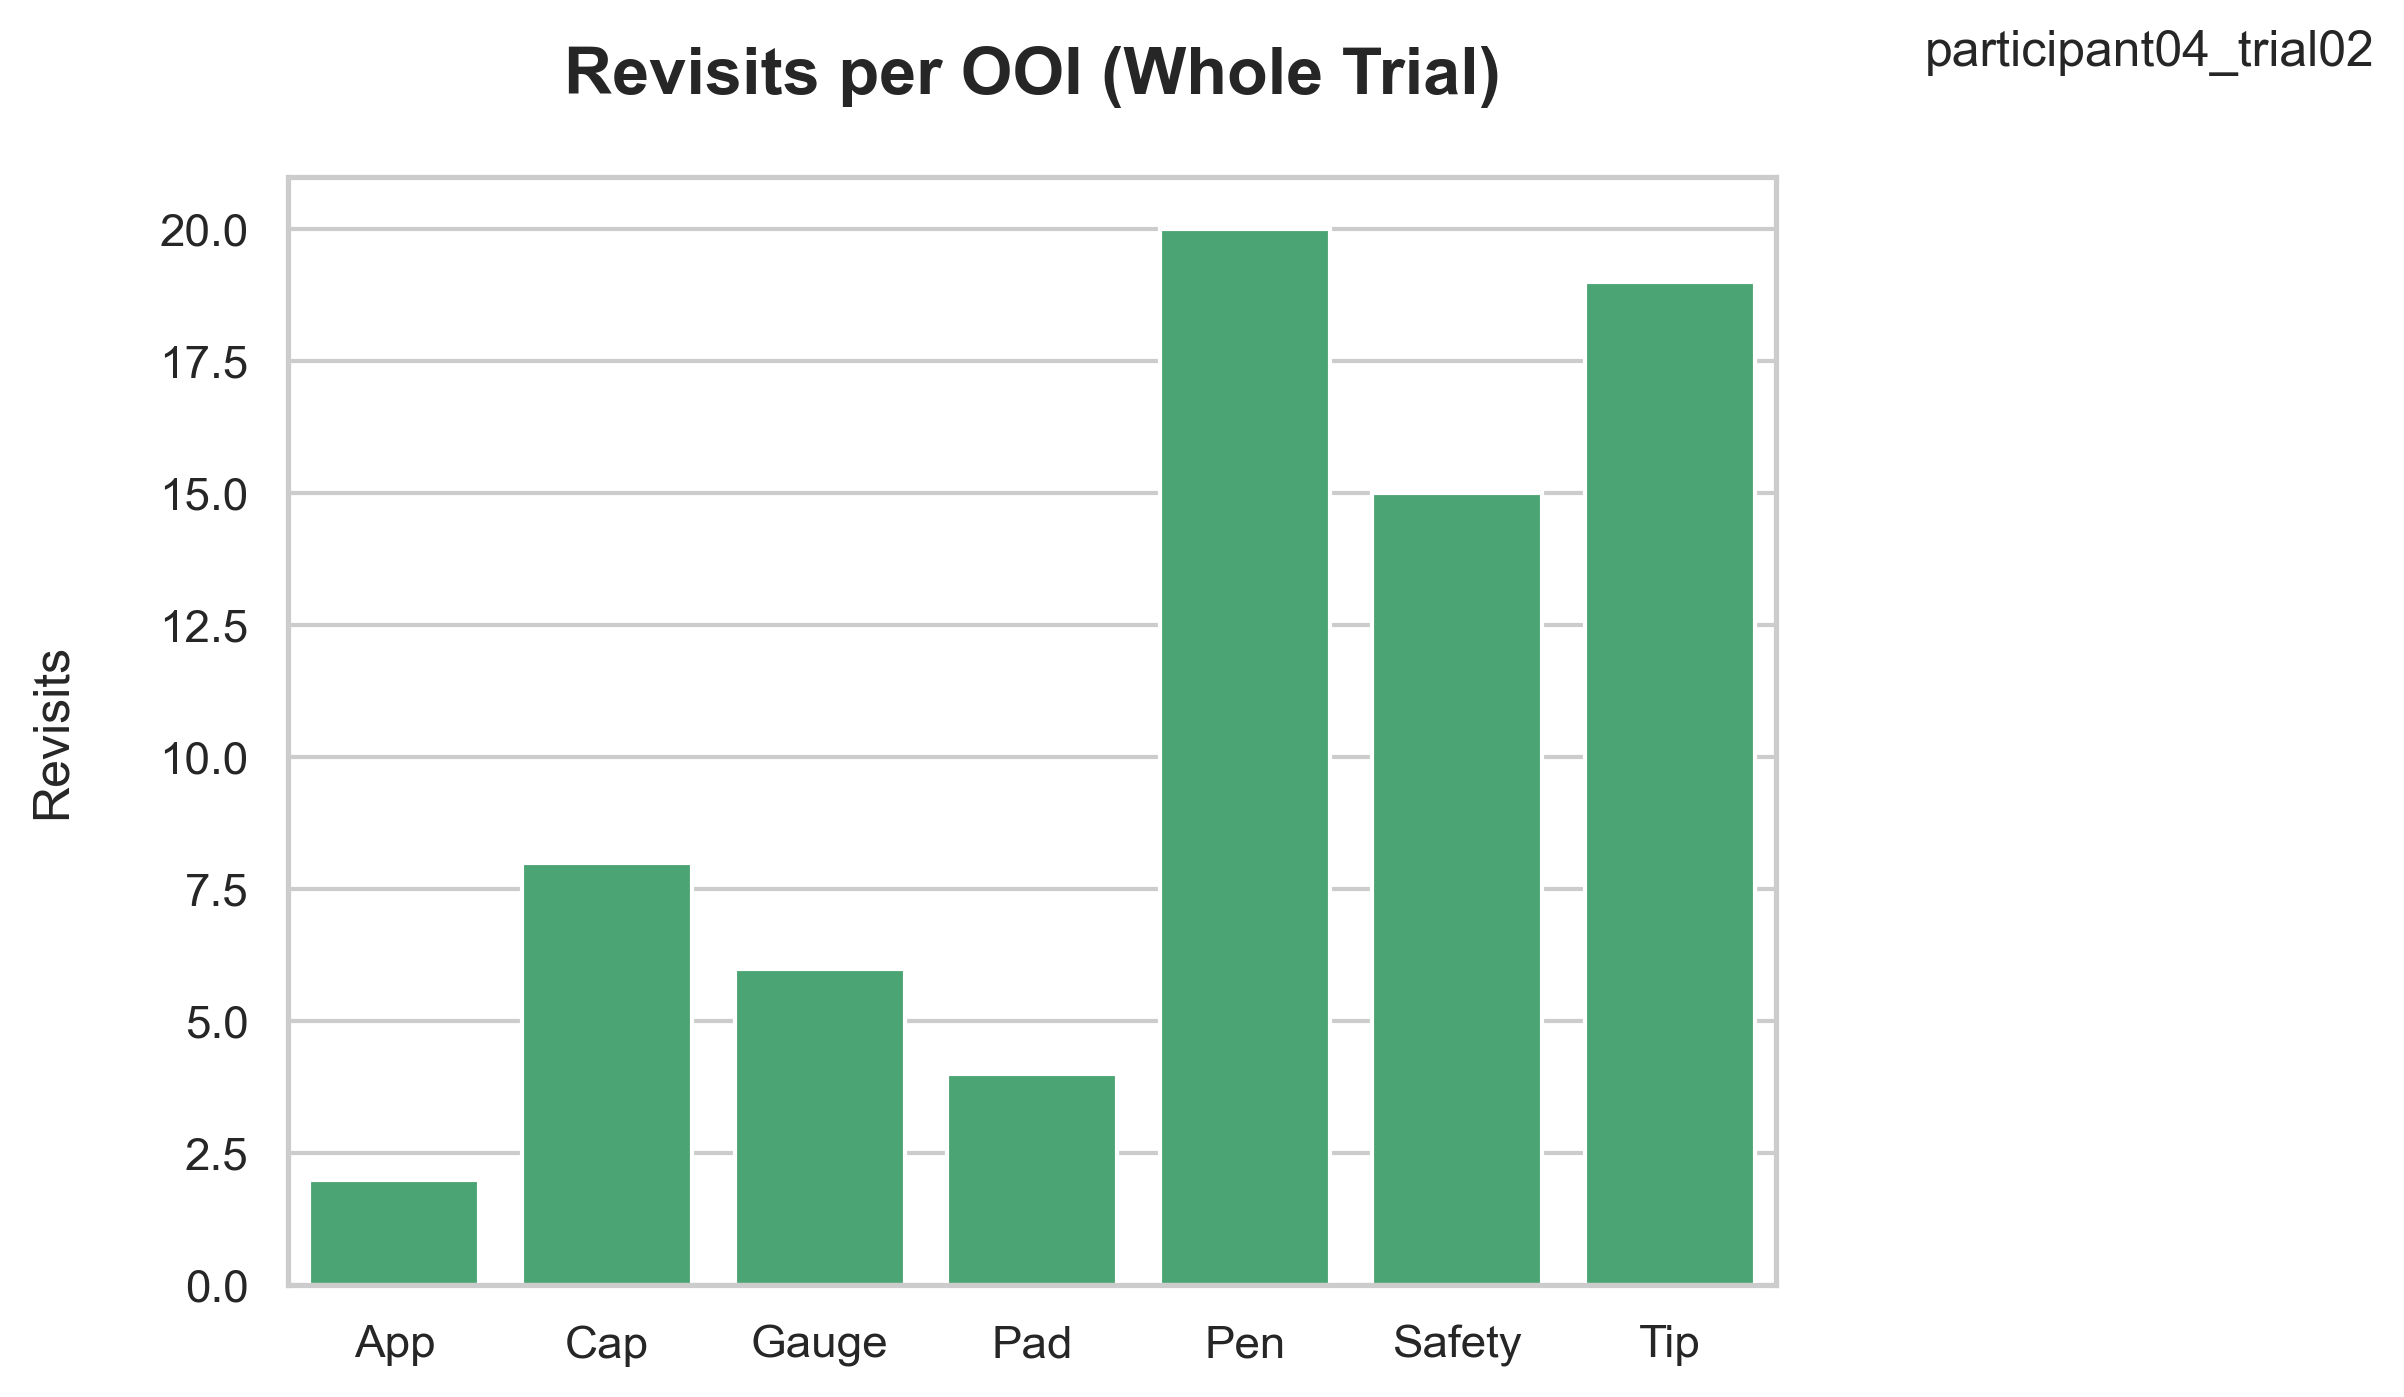 Revisits per OOI (Whole Trial)
participant04_trial02
Revisits
20.0
17.5
15.0
12.5
10.0
7.5
5.0
2.5
0.0
App
Cap
Gauge
Pad
Pen
Safety
Tip